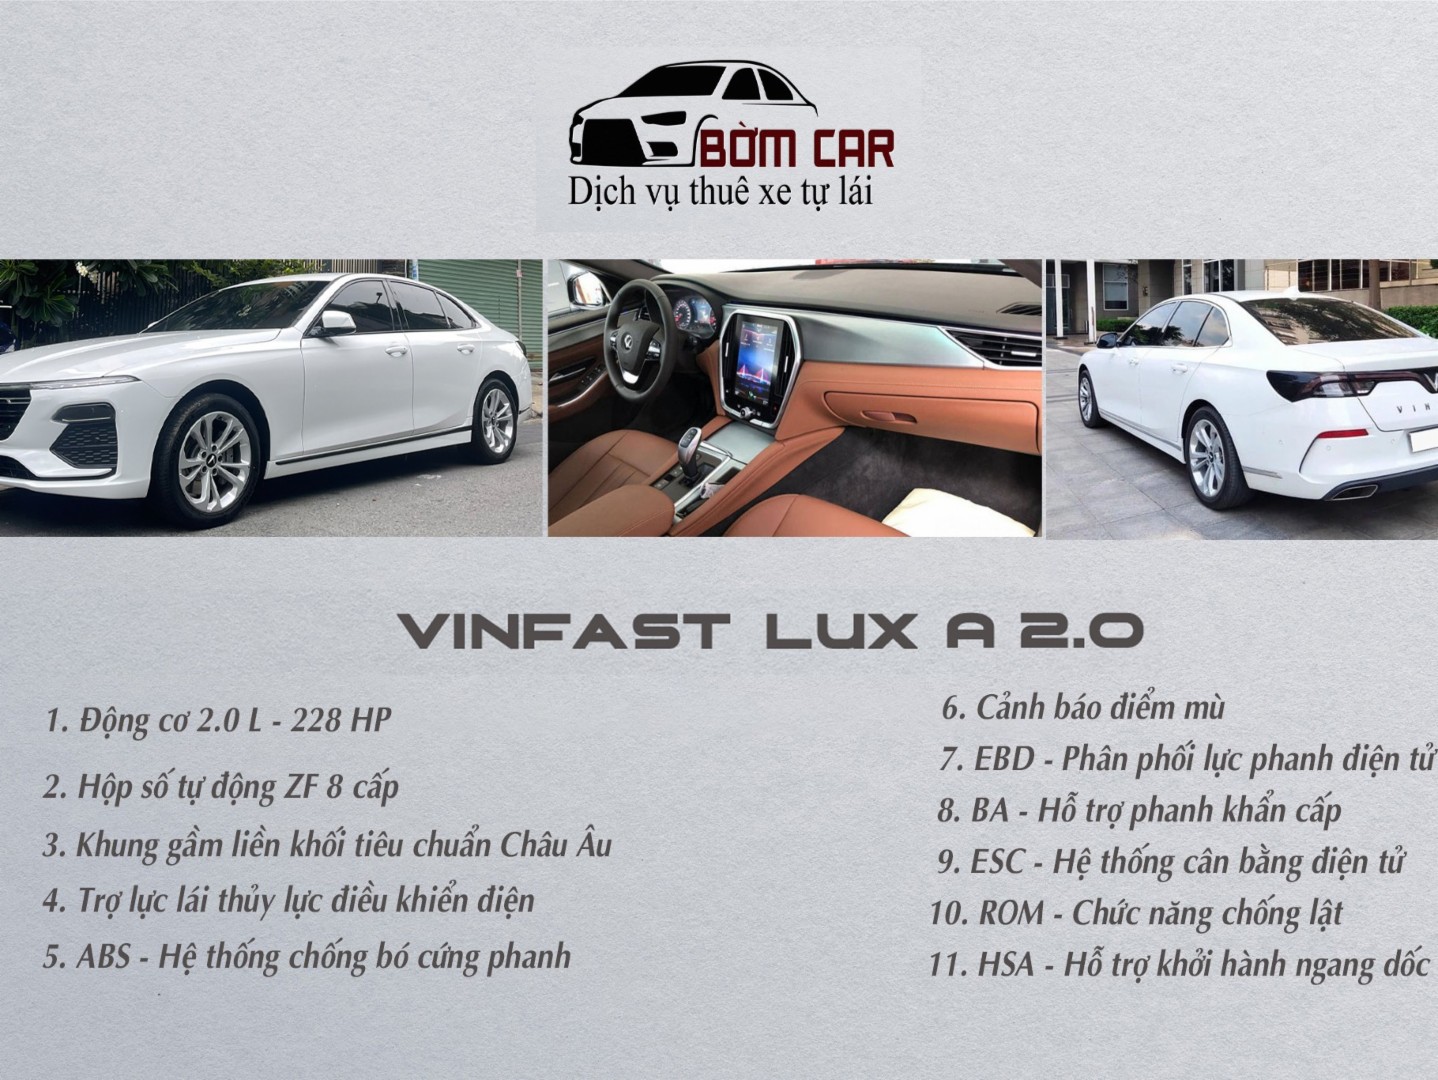 BỜM CAR
Dịch vụ thuê xe tự lái
VIN
VINFAST LUX A 2.0
1. Động cơ 2.0 L - 228 HP
2. Hộp số tự động ZF 8 cấp
3. Khung gầm liền khối tiêu chuẩn Châu Âu
4. Trợ lực lái thủy lực điều khiển điện
5. ABS - Hệ thống chống bó cứng phanh
6. Cảnh báo điểm mù
7. EBD - Phân phối lực phanh điện tử
8. BA - Hỗ trợ phanh khẩn cấp
9. ESC - Hệ thống cân bằng điện tử
10. ROM - Chức năng chống lật
11. HSA - Hỗ trợ khởi hành ngang dốc